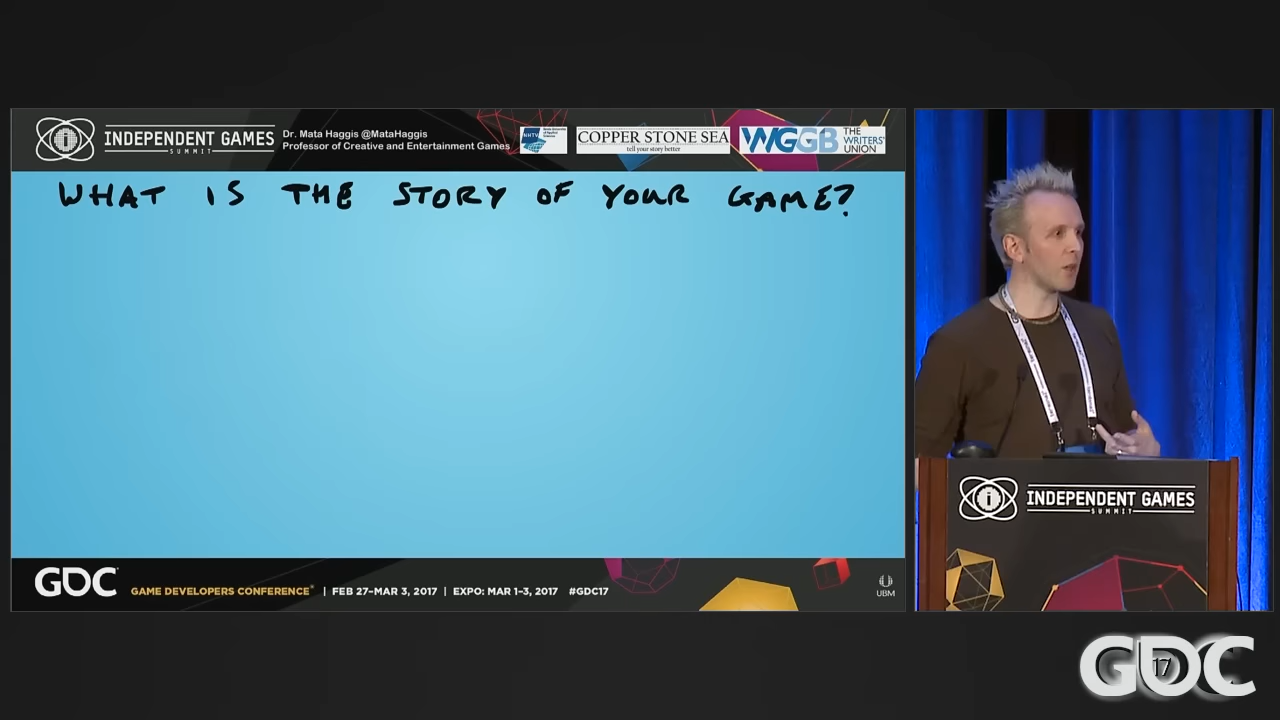 INDEPENDENT GAMES
SUMMIT
Dr. Mata Haggis @MataHaggis
Professor of Creative and Entertainment Games
NHTV
COPPER STONE SEA
tell your story better
WGGB
THE
WRITERS'
UNION
WHAT IS THE STORY OF YOUR GAME?
GDC
GAME DEVELOPERS CONFERENCE® | FEB 27–MAR 3, 2017 | EXPO: MAR 1–3, 2017 #GDC17
UBM
INDEPENDENT GAMES
SUMMIT
GDC
17